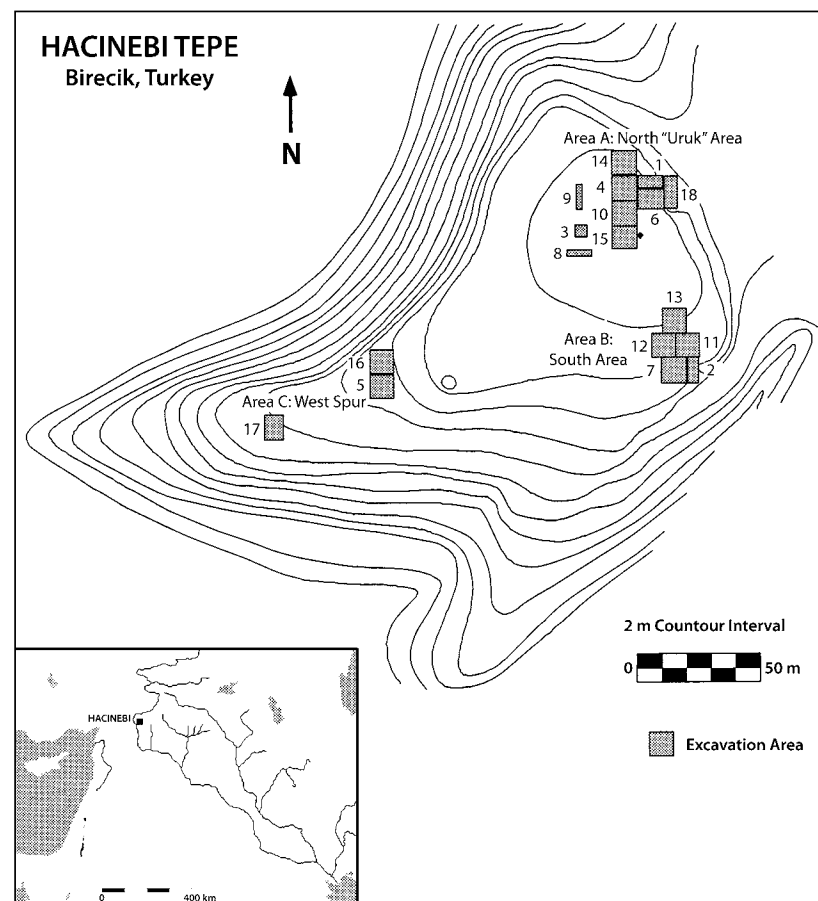 HACINEBI TEPE
Birecik, Turkey
N
Area A: North "Uruk" Area
14
1
9
4
18
10
6
3
15
8
13
Area B:
South Area
12
11
7
2
16
5
Area C: West Spur
17
2 m Countour Interval
0
50 m
Excavation Area
HACINEBI
0
400 km